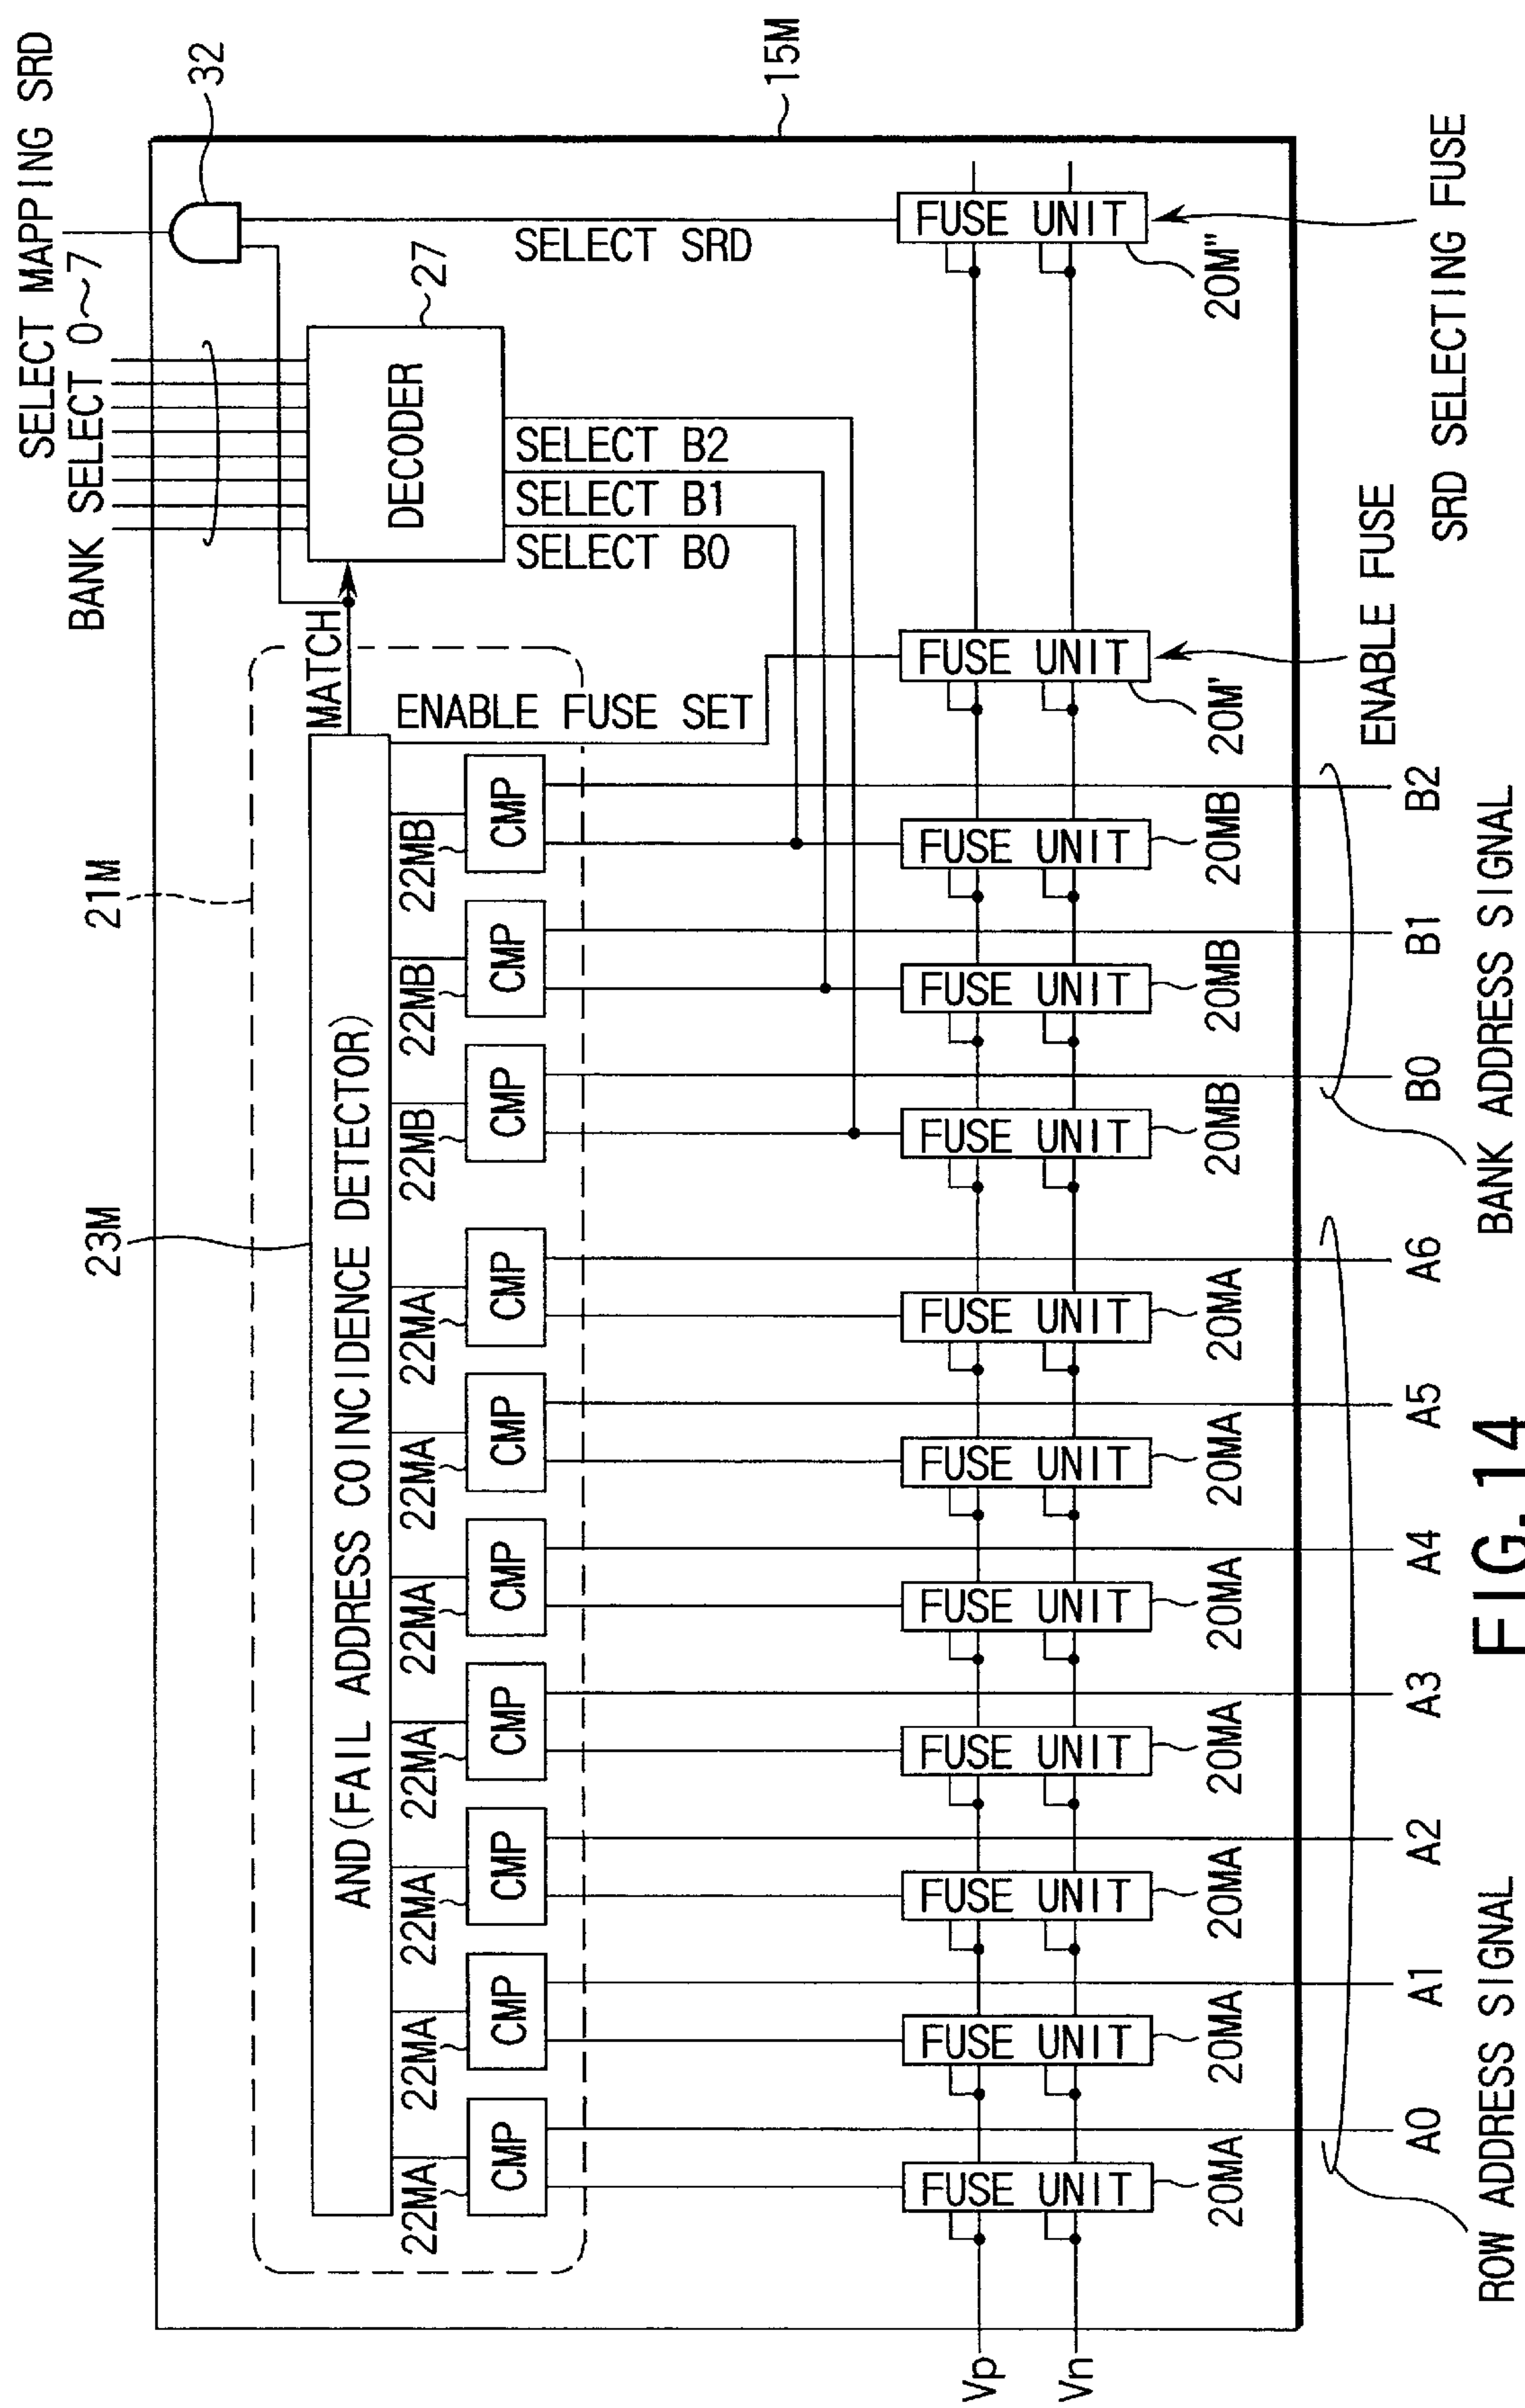 SELECT MAPPING SRD
32
BANK SELECT 0~7
27
15M
21M
MATCH
DECODER
SELECT SRD
SELECT B2
SELECT B1
SELECT B0
23M
AND(FAIL ADDRESS COINCIDENCE DETECTOR)
ENABLE FUSE SET
22MA
22MA
22MA
22MA
22MA
22MA
22MA
22MB
22MB
22MB
CMP
CMP
CMP
CMP
CMP
CMP
CMP
CMP
CMP
CMP
Vp
Vn
FUSE UNIT
FUSE UNIT
FUSE UNIT
FUSE UNIT
FUSE UNIT
FUSE UNIT
FUSE UNIT
FUSE UNIT
FUSE UNIT
FUSE UNIT
FUSE UNIT
FUSE UNIT
20MA
20MA
20MA
20MA
20MA
20MA
20MA
20MB
20MB
20MB
20M'
20M"
ENABLE FUSE
SRD SELECTING FUSE
A0
A1
A2
A3
A4
A5
A6
B0
B1
B2
ROW ADDRESS SIGNAL
BANK ADDRESS SIGNAL
FIG.14